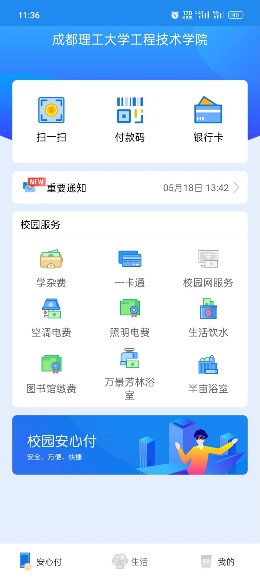 11:36
40
成都理工大学工程技术学院
扫一扫
付款码
银行卡
NEW
重要通知
05月18日 13:42
校园服务
学杂费
一卡通
校园网服务
空调电费
照明电费
生活饮水
图书馆缴费
万景芳林浴
室
半亩浴室
校园安心付
安全、方便、快捷
安心付
生活
我的